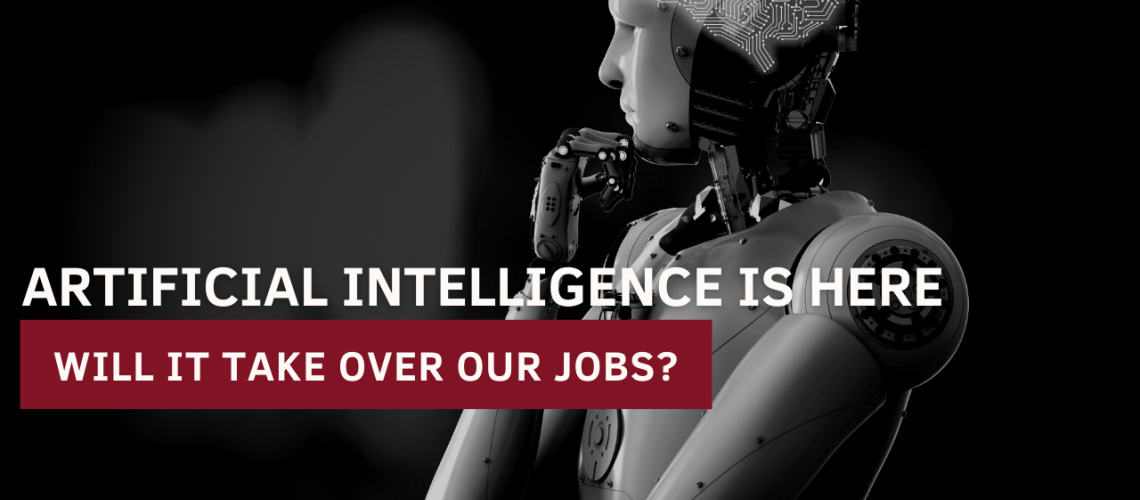 ARTIFICIAL INTELLIGENCE IS HERE
WILL IT TAKE OVER OUR JOBS?